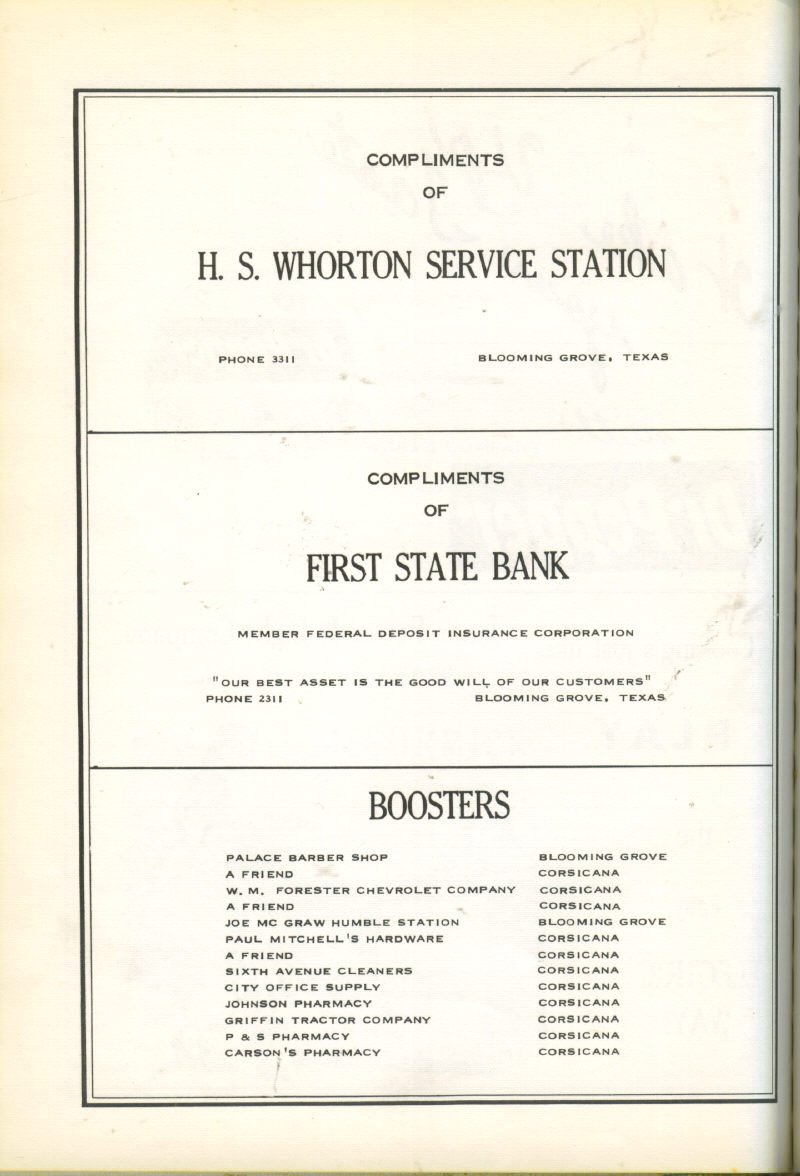 COMPLIMENTS
OF
H. S. WHORTON SERVICE STATION
PHONE 3311 BLOOMING GROVE, TEXAS
COMPLIMENTS
OF
FIRST STATE BANK
MEMBER FEDERAL DEPOSIT INSURANCE CORPORATION
"OUR BEST ASSET IS THE GOOD WILL OF OUR CUSTOMERS"
PHONE 2311 BLOOMING GROVE, TEXAS
BOOSTERS
PALACE BARBER SHOP BLOOMING GROVE
A FRIEND CORSICANA
W. M. FORESTER CHEVROLET COMPANY CORSICANA
A FRIEND CORSICANA
JOE MC GRAW HUMBLE STATION BLOOMING GROVE
PAUL MITCHELL'S HARDWARE CORSICANA
A FRIEND CORSICANA
SIXTH AVENUE CLEANERS CORSICANA
CITY OFFICE SUPPLY CORSICANA
JOHNSON PHARMACY CORSICANA
GRIFFIN TRACTOR COMPANY CORSICANA
P & S PHARMACY CORSICANA
CARSON'S PHARMACY CORSICANA